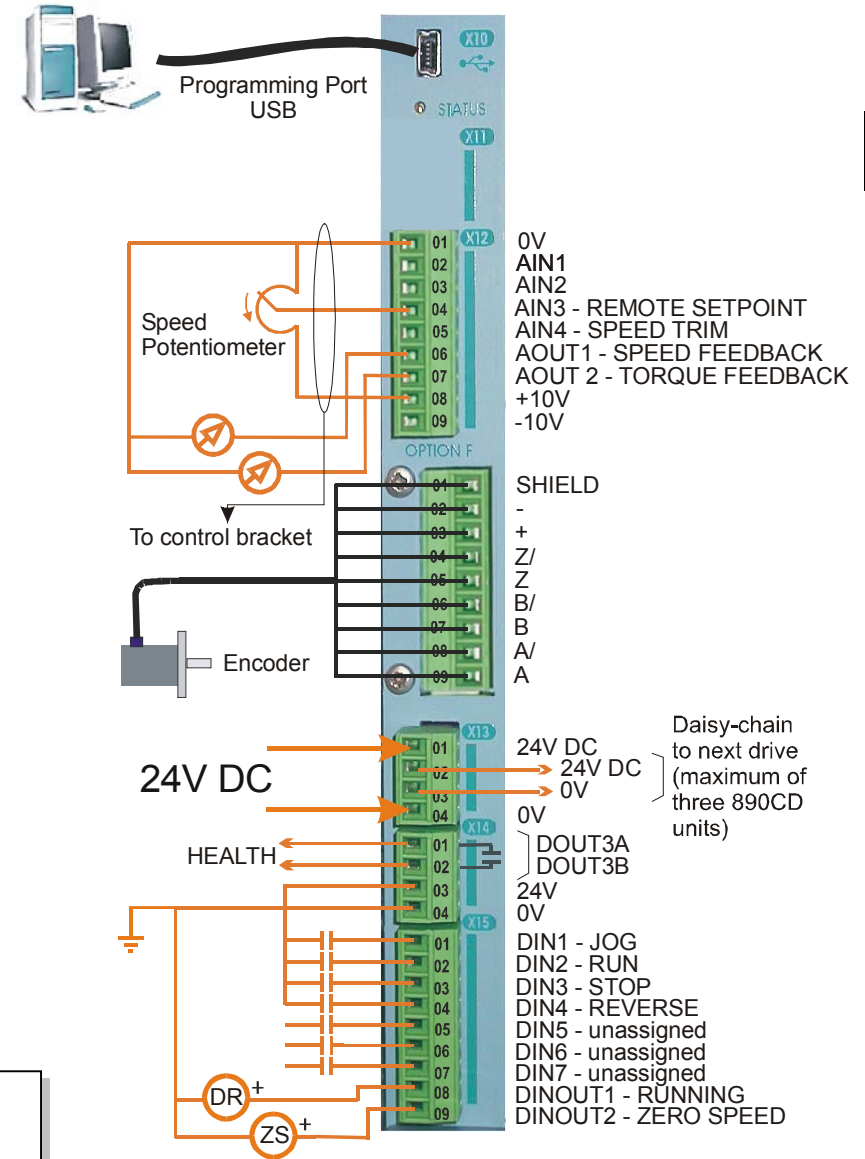 X10
Programming Port
USB
STATUS
X11
X12
01 0V
02 AIN1
03 AIN2
04 AIN3 - REMOTE SETPOINT
05 AIN4 - SPEED TRIM
06 AOUT1 - SPEED FEEDBACK
07 AOUT 2 - TORQUE FEEDBACK
08 +10V
09 -10V
Speed
Potentiometer
OPTION F
To control bracket
01 SHIELD
02 -
03 +
04 Z/
05 Z
06 B/
07 B
08 A/
09 A
Encoder
X13
24V DC
01 24V DC
02 24V DC
03 0V
04 0V
Daisy-chain
to next drive
(maximum of
three 890CD
units)
X14
HEALTH
01 DOUT3A
02 DOUT3B
03 24V
04 0V
X15
01 DIN1 - JOG
02 DIN2 - RUN
03 DIN3 - STOP
04 DIN4 - REVERSE
05 DIN5 - unassigned
06 DIN6 - unassigned
07 DIN7 - unassigned
08 DINOUT1 - RUNNING
09 DINOUT2 - ZERO SPEED
DR +
ZS +